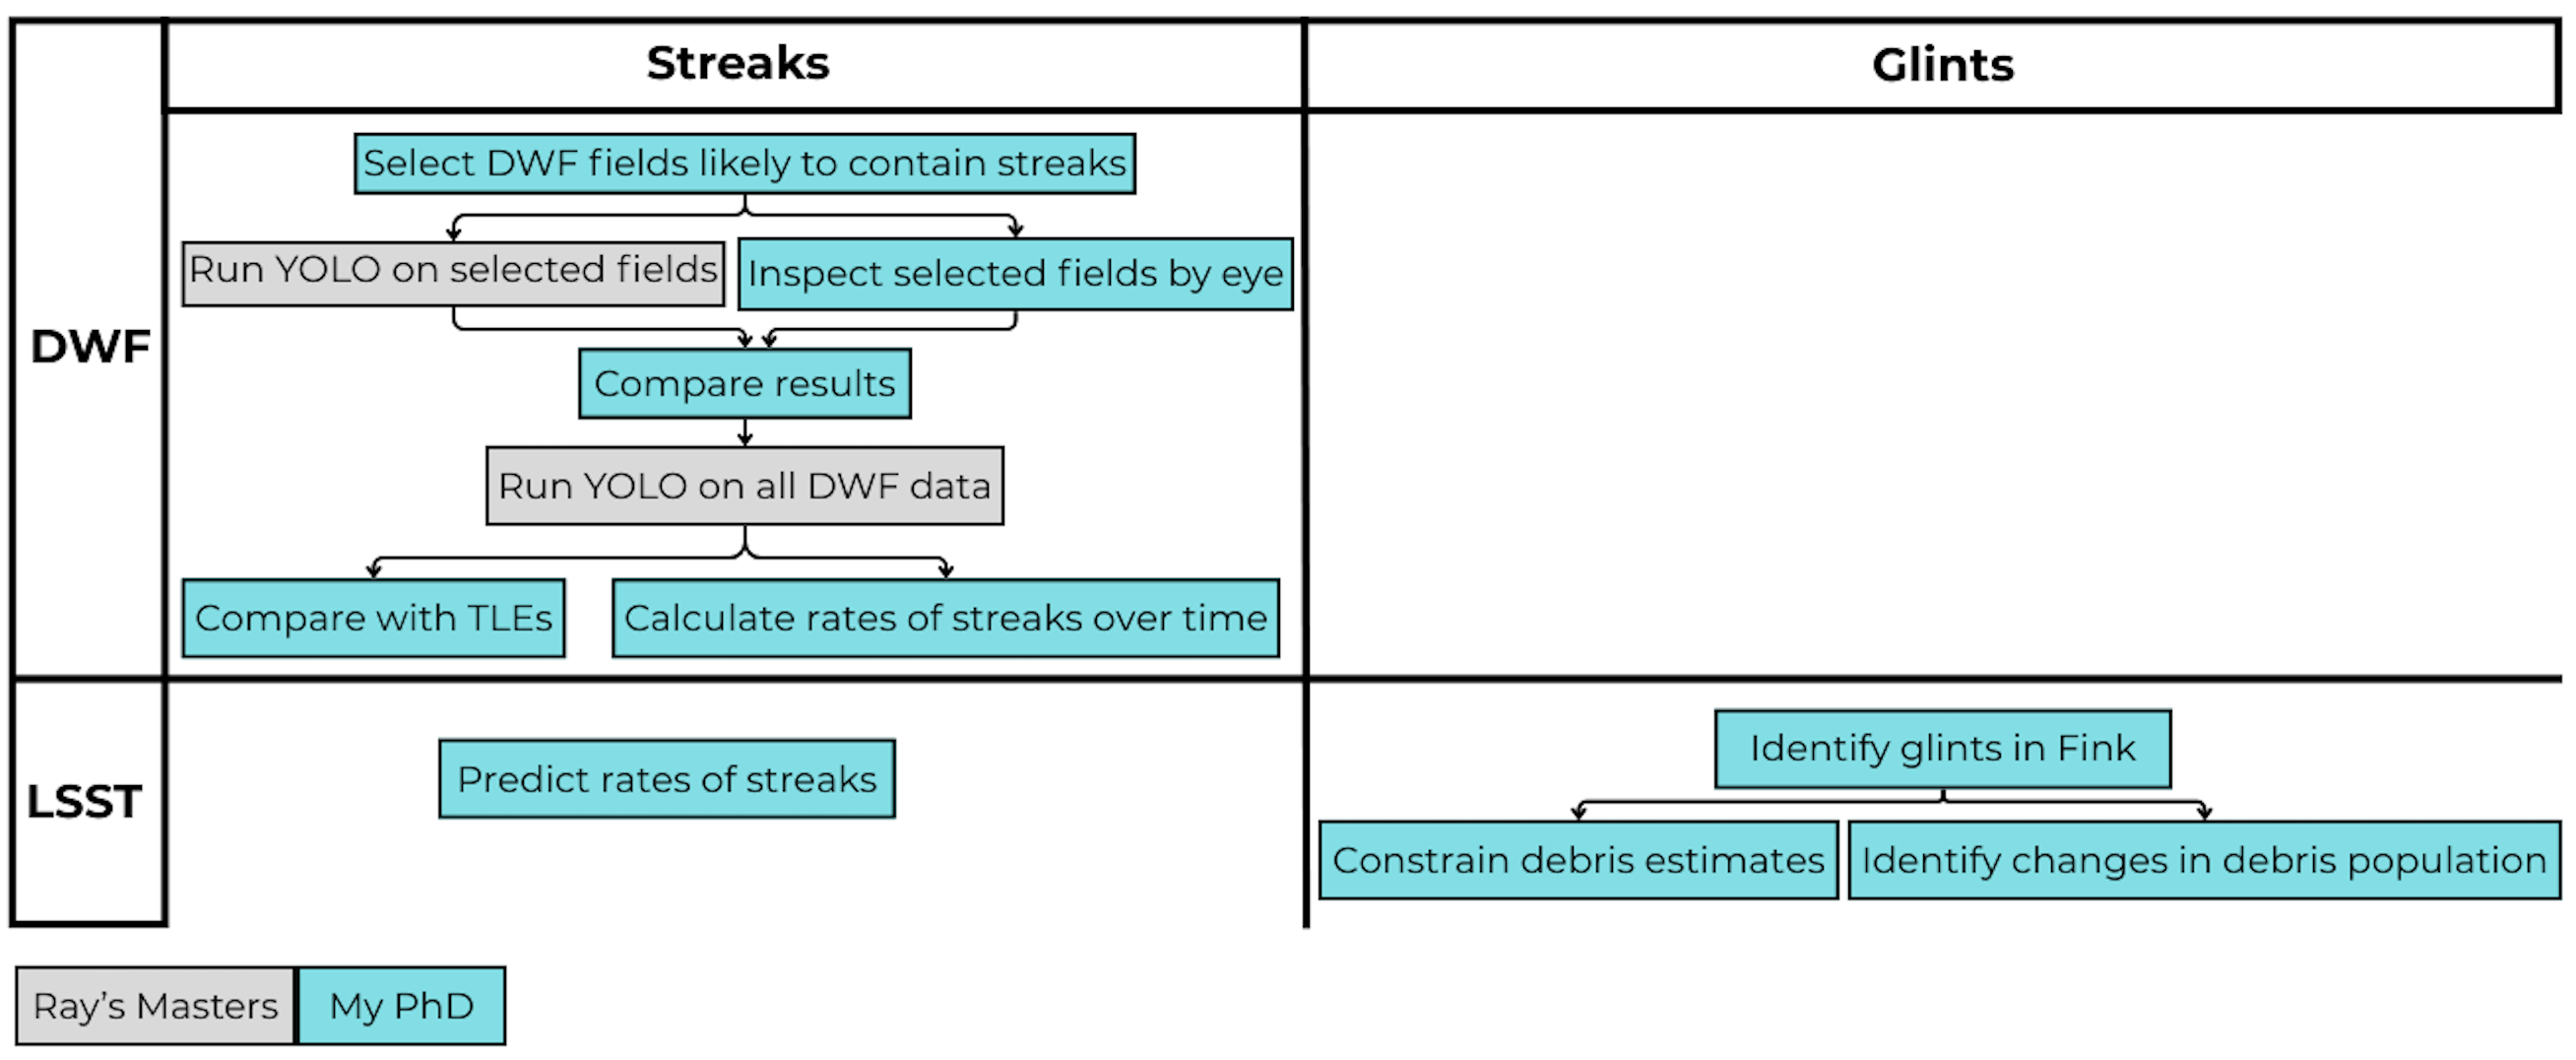 Streaks
Glints
DWF
Select DWF fields likely to contain streaks
Run YOLO on selected fields
Inspect selected fields by eye
Compare results
Run YOLO on all DWF data
Compare with TLEs
Calculate rates of streaks over time
LSST
Predict rates of streaks
Identify glints in Fink
Constrain debris estimates
Identify changes in debris population
Ray’s Masters
My PhD